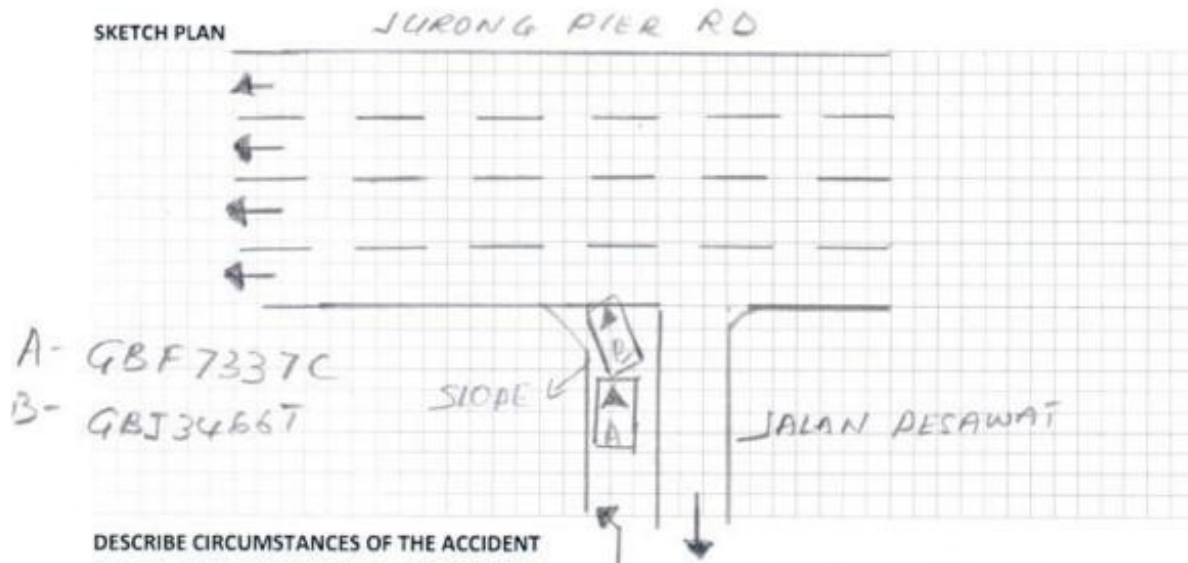 SKETCH PLAN
JURONG PIER RD
A- GBF7337C
B- GBJ3466T
SLOPE
B
A
JALAN PESAWAT
DESCRIBE CIRCUMSTANCES OF THE ACCIDENT